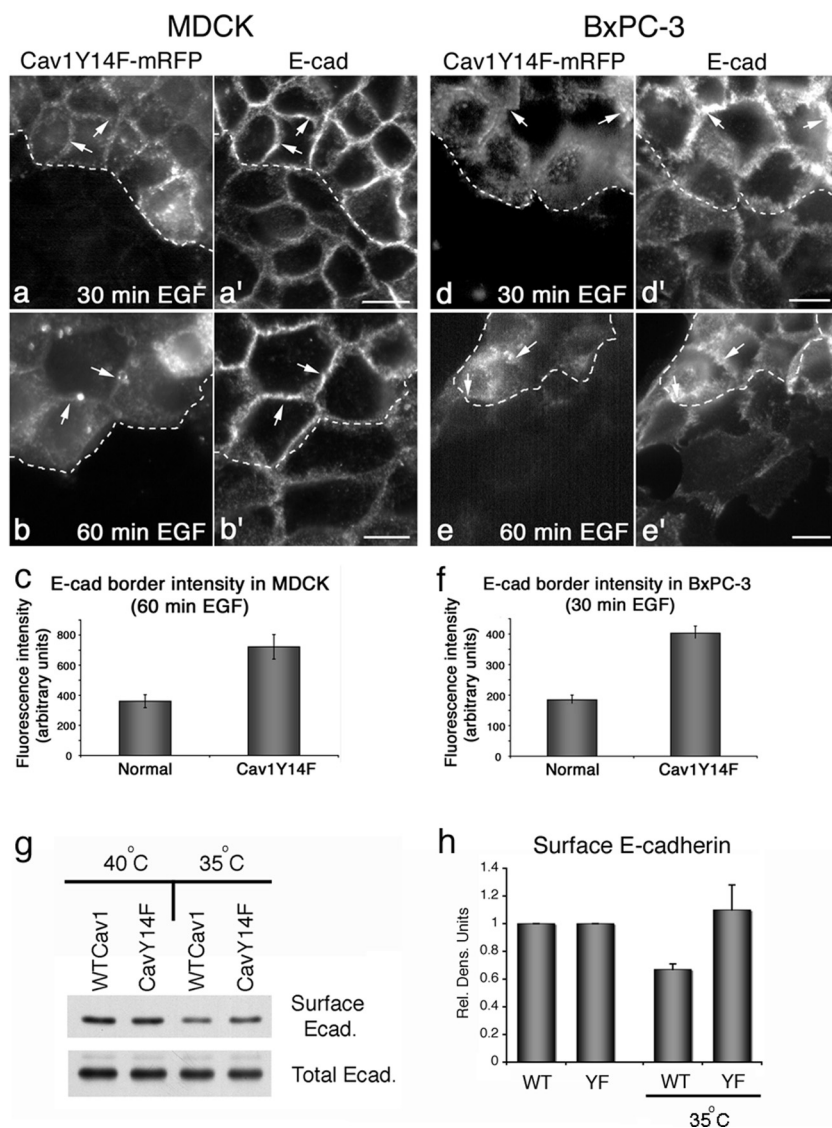 MDCK
BxPC-3
Cav1Y14F-mRFP
E-cad
Cav1Y14F-mRFP
E-cad
a
30 min EGF
a'
d
30 min EGF
d'
b
60 min EGF
b'
e
60 min EGF
e'
c
E-cad border intensity in MDCK
(60 min EGF)
Fluorescence intensity
(arbitrary units)
800
600
400
200
0
Normal
Cav1Y14F
f
E-cad border intensity in BxPC-3
(30 min EGF)
Fluorescence intensity
(arbitrary units)
400
300
200
100
0
Normal
Cav1Y14F
g
40°C
35°C
WTCav1
CavY14F
WTCav1
CavY14F
Surface
Ecad.
Total Ecad.
h
Surface E-cadherin
Rel. Dens. Units
1.4
1.2
1
0.8
0.6
0.4
0.2
0
WT
YF
WT
YF
35°C